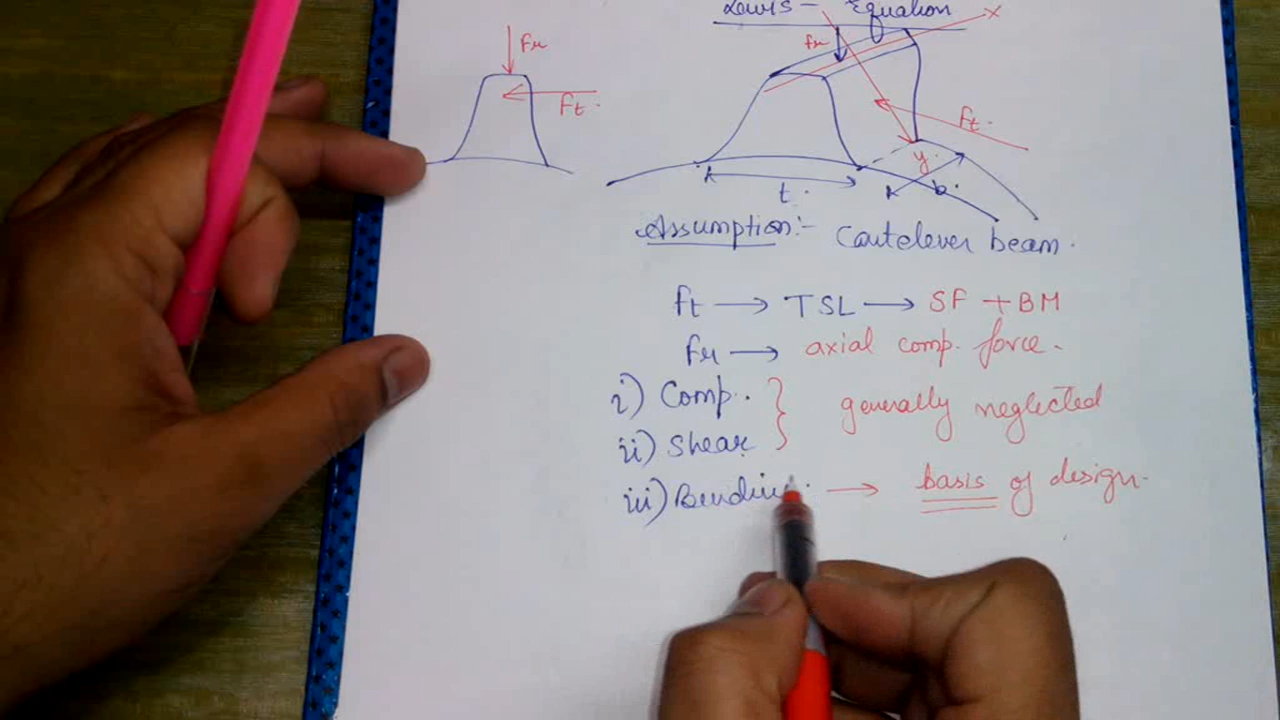 Lewis - Equation
Fr
Ft.
x
fr
Ft.
y.
t.
b.
Assumption:- Cantelever beam.
ft → TSL → SF + BM
Fr → axial comp. force.
i) Comp. } generally neglected
ii) Shear
iii) Bending. → basis of design.